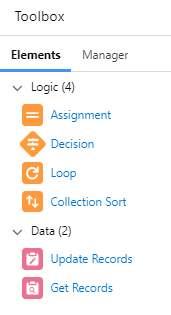 Toolbox
Elements Manager
Logic (4)
Assignment
Decision
Loop
Collection Sort
Data (2)
Update Records
Get Records